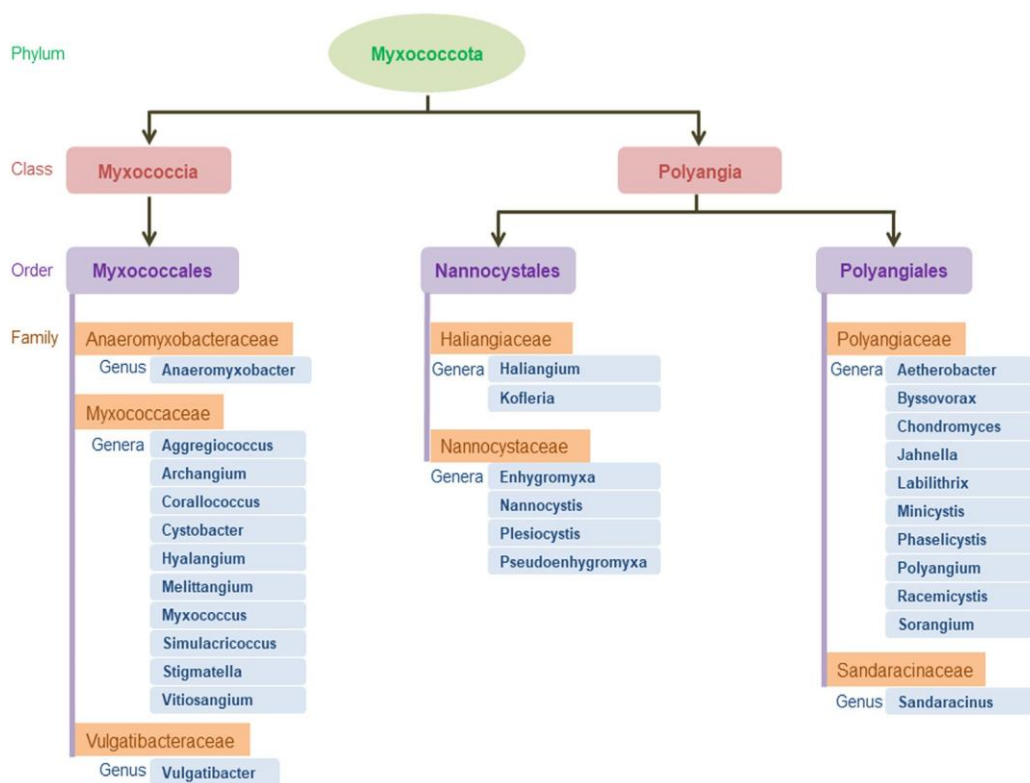 Phylum
Myxococcota
Class
Myxococcia
Polyangia
Order
Myxococcales
Nannocystales
Polyangiales
Family
Anaeromyxobacteraceae
Genus
Anaeromyxobacter
Myxococcaceae
Genera
Aggregiococcus
Archangium
Corallococcus
Cystobacter
Hyalangium
Melittangium
Myxococcus
Simulacricoccus
Stigmatella
Vitiosangium
Vulgatibacteraceae
Genus
Vulgatibacter
Haliangiaceae
Genera
Haliangium
Kofleria
Nannocystaceae
Genera
Enhygromyxa
Nannocystis
Plesiocystis
Pseudoenhygromyxa
Polyangiaceae
Genera
Aetherobacter
Byssovorax
Chondromyces
Jahnella
Labilithrix
Minicystis
Phaselicystis
Polyangium
Racemicystis
Sorangium
Sandaracinaceae
Genus
Sandaracinus